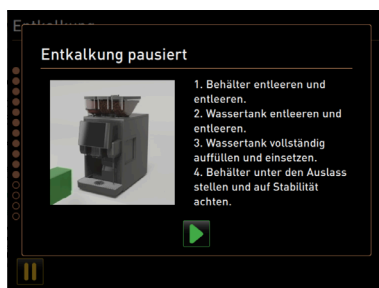 Entkalkung pausiert
1. Behälter entleeren und
entleeren.
2. Wassertank entleeren und
entleeren.
3. Wassertank vollständig
auffüllen und einsetzen.
4. Behälter unter den Auslass
stellen und auf Stabilität
achten.